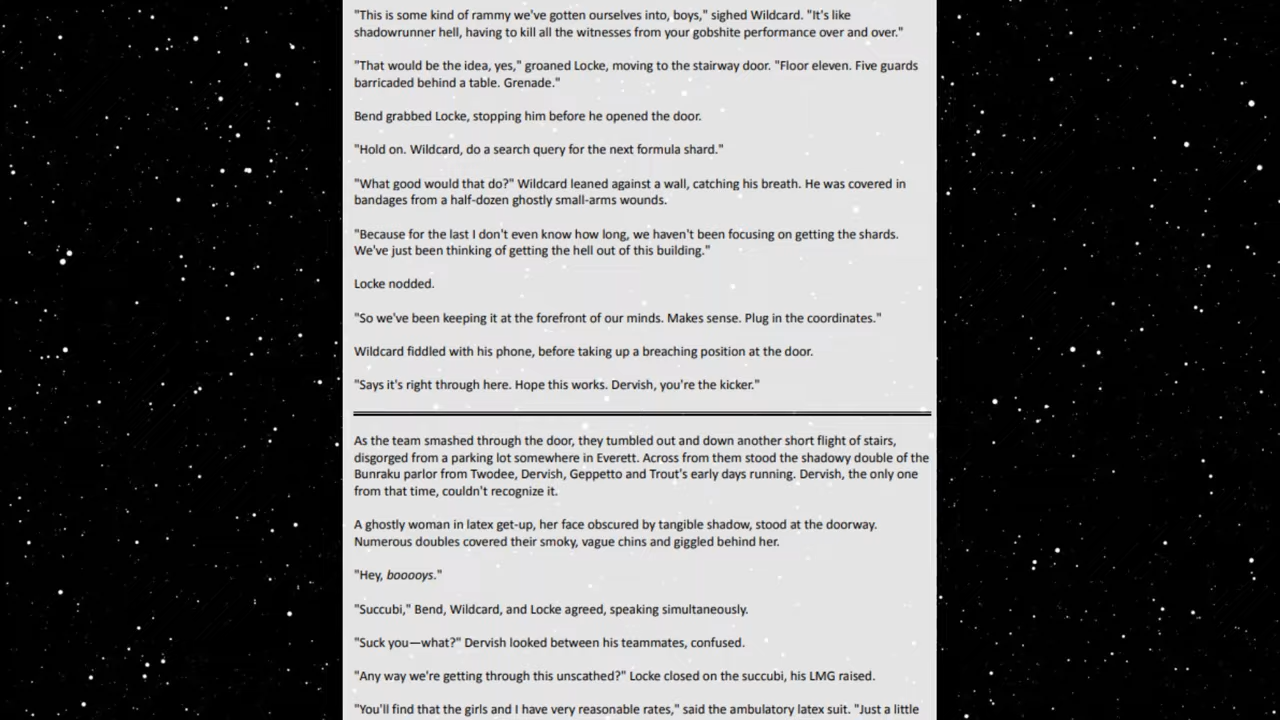 "This is some kind of rammy we've gotten ourselves into, boys," sighed Wildcard. "It's like
shadowrunner hell, having to kill all the witnesses from your gobshite performance over and over."
"That would be the idea, yes," groaned Locke, moving to the stairway door. "Floor eleven. Five guards
barricaded behind a table. Grenade."
Bend grabbed Locke, stopping him before he opened the door.
"Hold on. Wildcard, do a search query for the next formula shard."
"What good would that do?" Wildcard leaned against a wall, catching his breath. He was covered in
bandages from a half-dozen ghostly small-arms wounds.
"Because for the last I don't even know how long, we haven't been focusing on getting the shards.
We've just been thinking of getting the hell out of this building."
Locke nodded.
"So we've been keeping it at the forefront of our minds. Makes sense. Plug in the coordinates."
Wildcard fiddled with his phone, before taking up a breaching position at the door.
"Says it's right through here. Hope this works. Dervish, you're the kicker."
As the team smashed through the door, they tumbled out and down another short flight of stairs,
disgorged from a parking lot somewhere in Everett. Across from them stood the shadowy double of the
Bunraku parlor from Twodee, Dervish, Geppetto and Trout's early days running. Dervish, the only one
from that time, couldn't recognize it.
A ghostly woman in latex get-up, her face obscured by tangible shadow, stood at the doorway.
Numerous doubles covered their smoky, vague chins and giggled behind her.
"Hey, booooys."
"Succubi," Bend, Wildcard, and Locke agreed, speaking simultaneously.
"Suck you—what?" Dervish looked between his teammates, confused.
"Any way we're getting through this unscathed?" Locke closed on the succubi, his LMG raised.
"You'll find that the girls and I have very reasonable rates," said the ambulatory latex suit. "Just a little